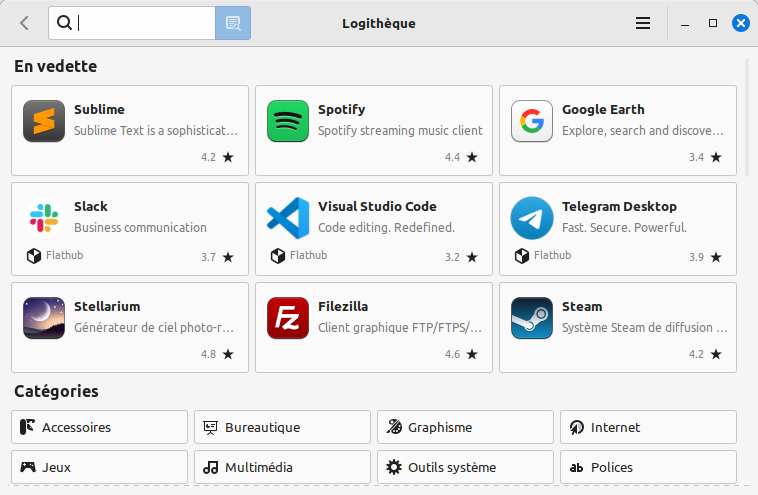 Logithèque
En vedette
Sublime
Sublime Text is a sophisticat...
4.2 ★
Spotify
Spotify streaming music client
4.4 ★
Google Earth
Explore, search and discove...
3.4 ★
Slack
Business communication
Flathub
3.7 ★
Visual Studio Code
Code editing. Redefined.
Flathub
3.2 ★
Telegram Desktop
Fast. Secure. Powerful.
Flathub
3.9 ★
Stellarium
Générateur de ciel photo-r...
4.8 ★
Filezilla
Client graphique FTP/FTPS/...
4.6 ★
Steam
Système Steam de diffusion ...
4.2 ★
Catégories
Accessoires
Bureautique
Graphisme
Internet
Jeux
Multimédia
Outils système
ab Polices